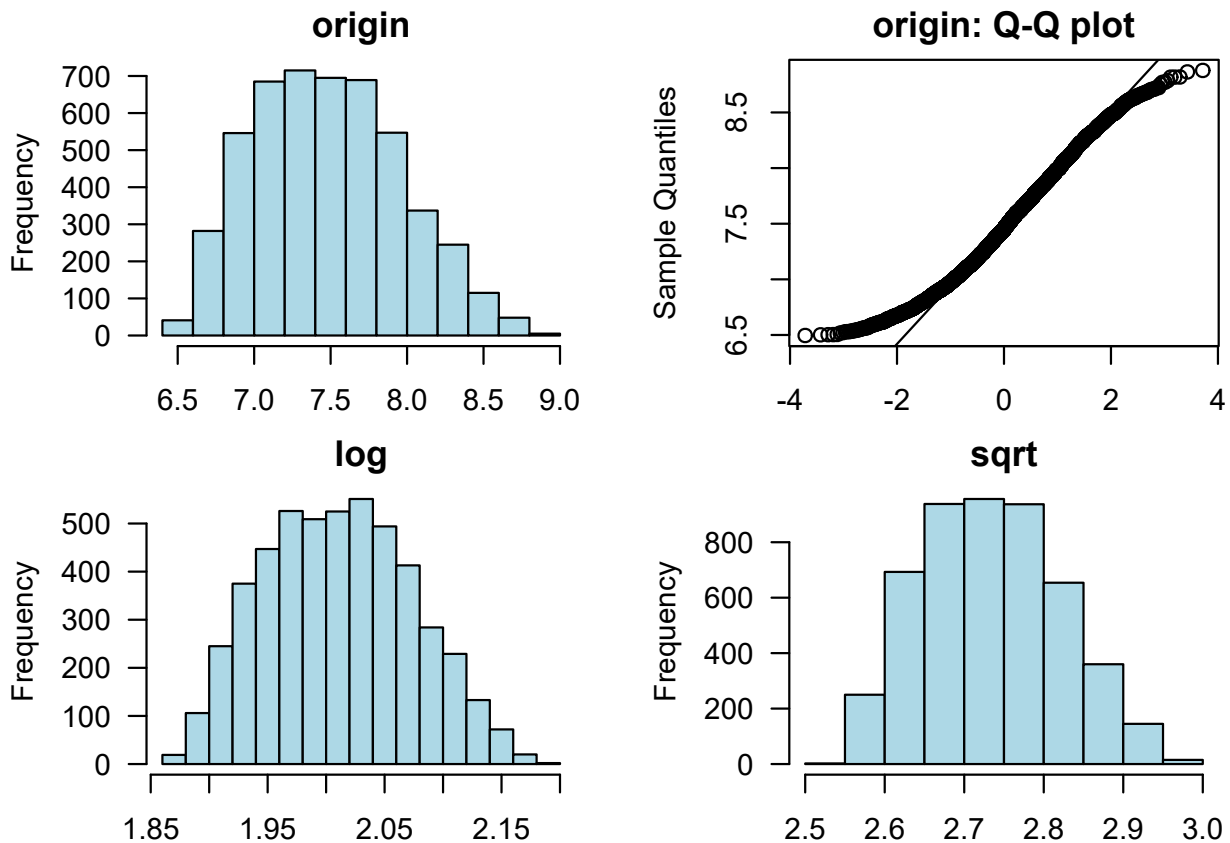 origin
Frequency
700
600
500
400
300
200
100
0
6.5 7.0 7.5 8.0 8.5 9.0
origin: Q-Q plot
Sample Quantiles
8.5
7.5
6.5
-4 -2 0 2 4
log
Frequency
500
400
300
200
100
0
1.85 1.95 2.05 2.15
sqrt
Frequency
800
600
400
200
0
2.5 2.6 2.7 2.8 2.9 3.0